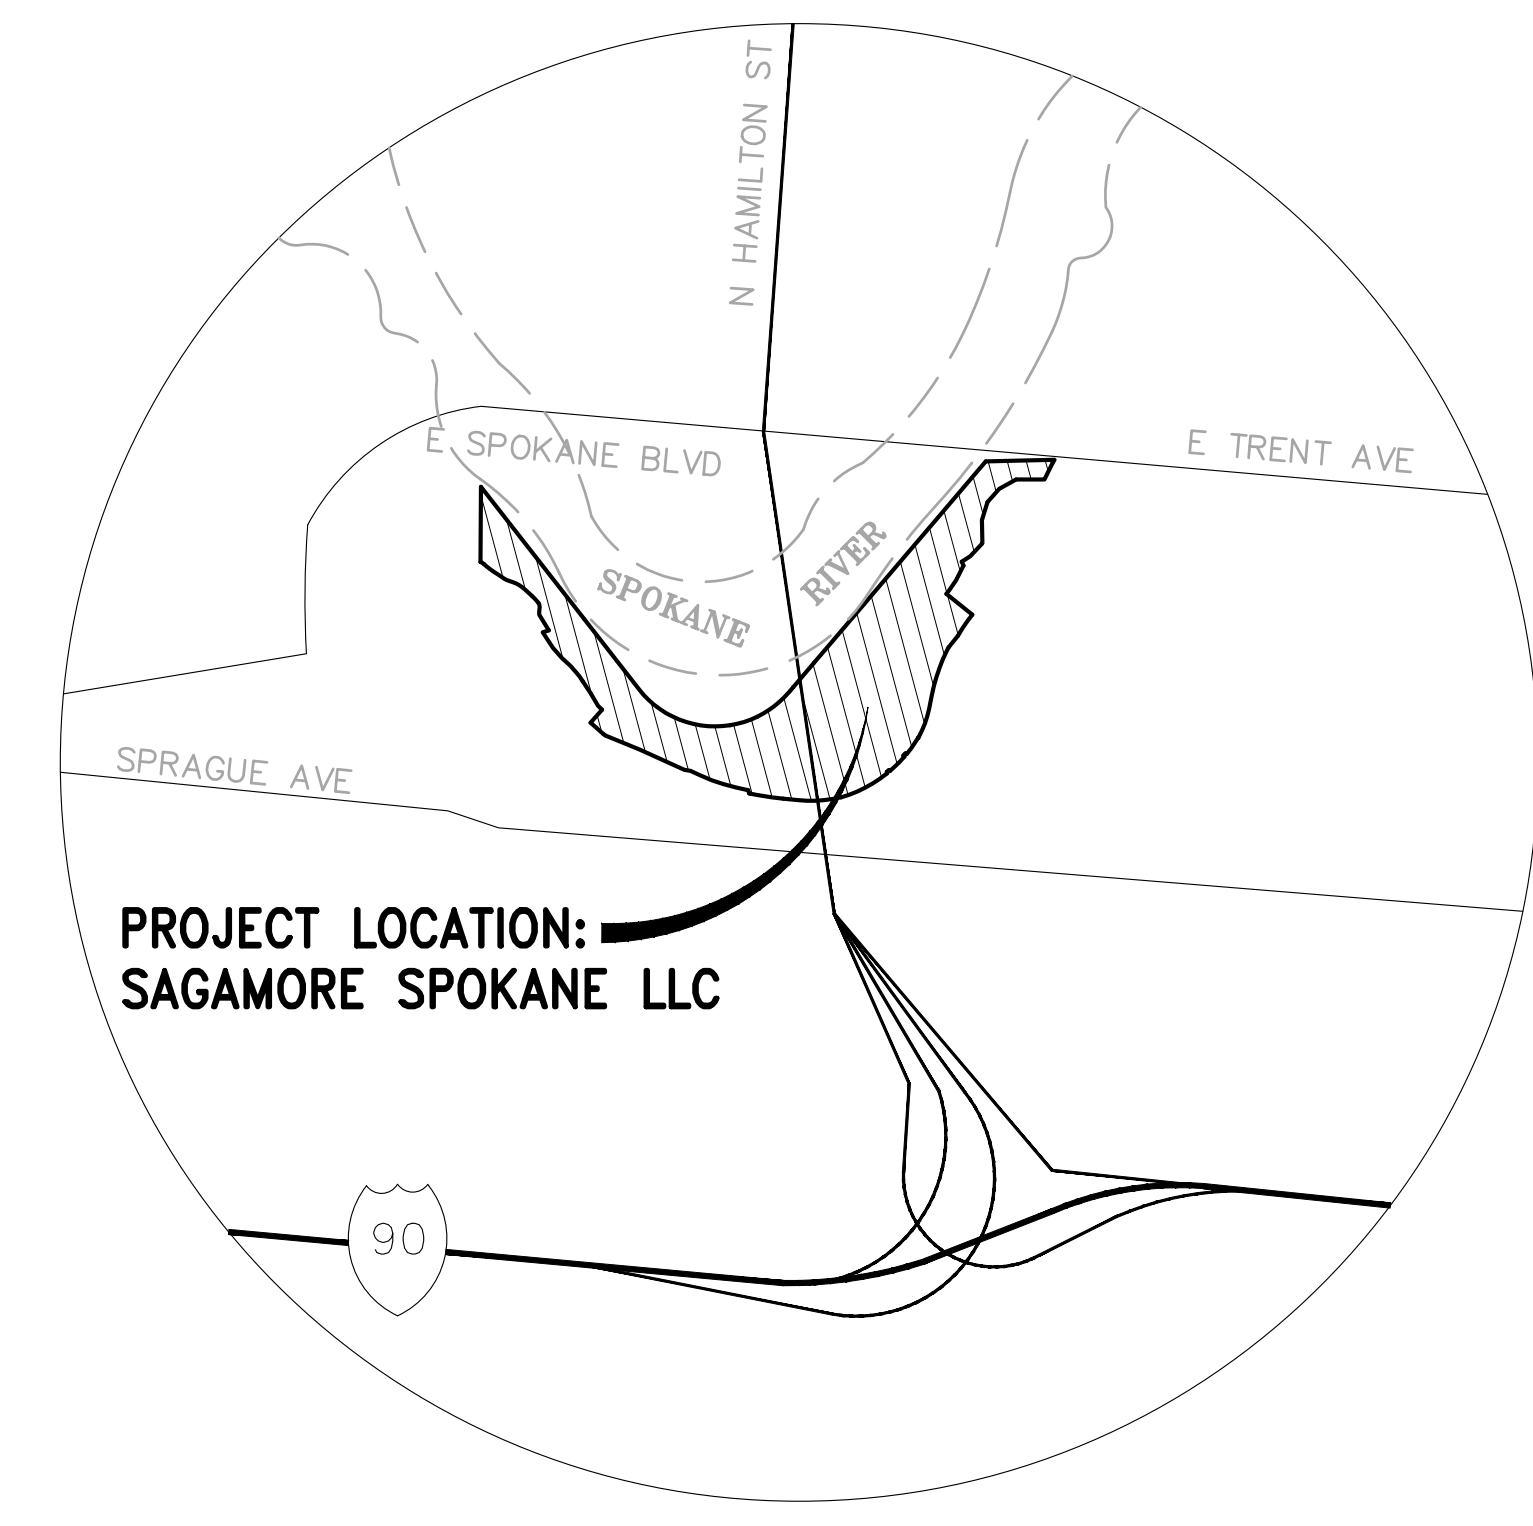 N HAMILTON ST
E SPOKANE BLVD
E TRENT AVE
SPOKANE
RIVER
SPRAGUE AVE
PROJECT LOCATION:
SAGAMORE SPOKANE LLC
90